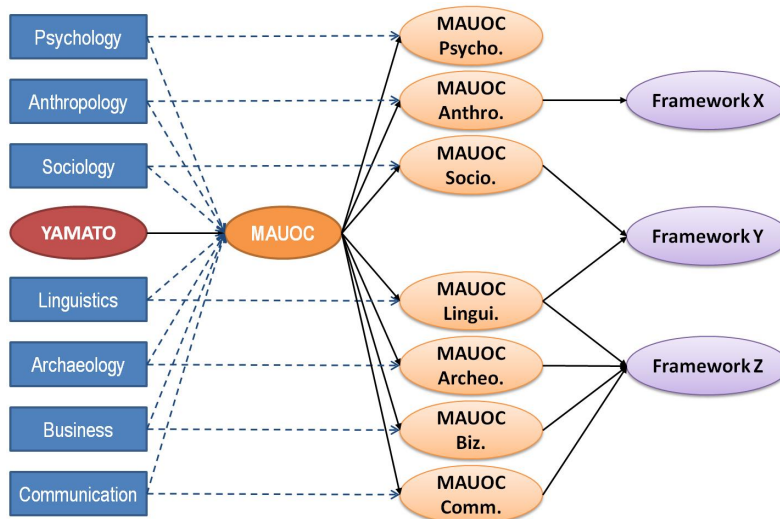 Psychology
Anthropology
Sociology
YAMATO
Linguistics
Archaeology
Business
Communication
MAUOC
MAUOC
Psycho.
MAUOC
Anthro.
MAUOC
Socio.
MAUOC
Lingui.
MAUOC
Archeo.
MAUOC
Biz.
MAUOC
Comm.
Framework X
Framework Y
Framework Z